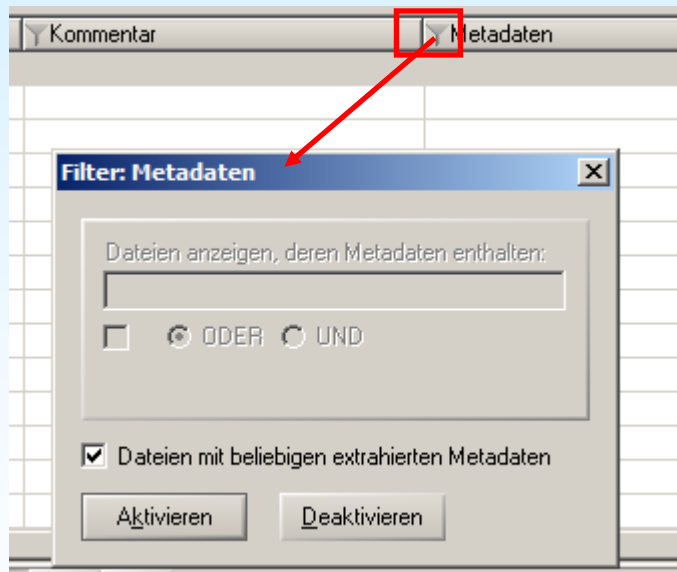 Kommentar Metadaten
Filter: Metadaten
Dateien anzeigen, deren Metadaten enthalten:
ODER UND
Dateien mit beliebigen extrahierten Metadaten
Aktivieren Deaktivieren